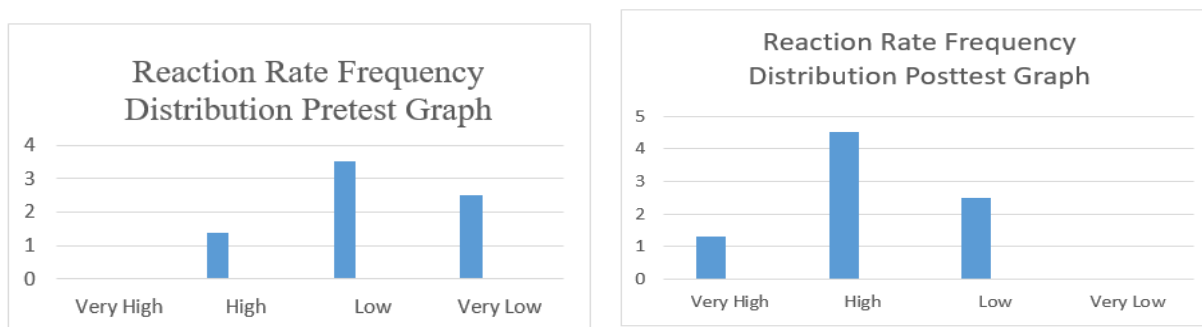 Reaction Rate Frequency
Distribution Pretest Graph
4
3
2
1
0
Very High High Low Very Low
Reaction Rate Frequency
Distribution Posttest Graph
5
4
3
2
1
0
Very High High Low Very Low